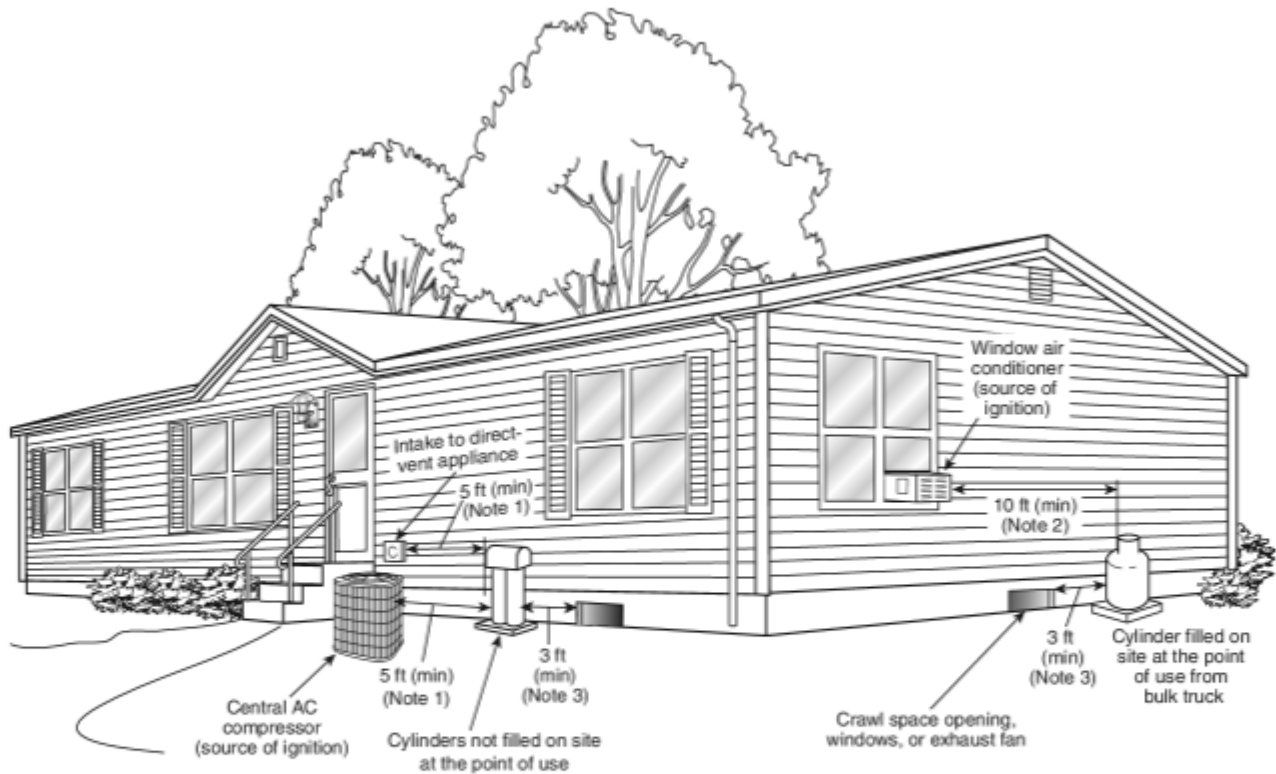 Window air
conditioner
(source of
ignition)
Intake to direct-
vent appliance
5 ft (min)
(Note 1)
10 ft (min)
(Note 2)
C
5 ft (min)
(Note 1)
3 ft
(min)
(Note 3)
3 ft
(min)
(Note 3)
Cylinder filled on
site at the point
of use from
bulk truck
Central AC
compressor
(source of ignition)
Cylinders not filled on site
at the point of use
Crawl space opening,
windows, or exhaust fan